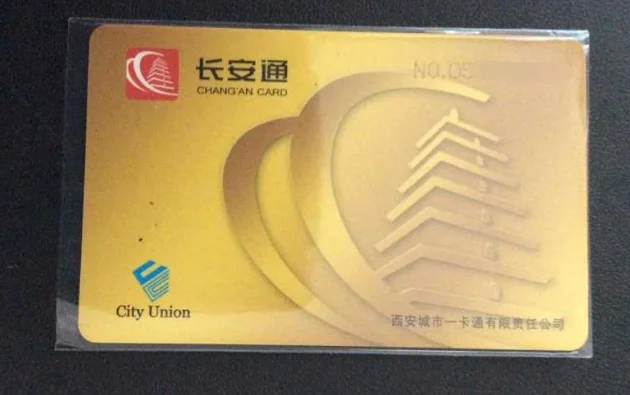 长安通
CHANG'AN CARD
NO.05
City Union
西安城市一卡通有限责任公司